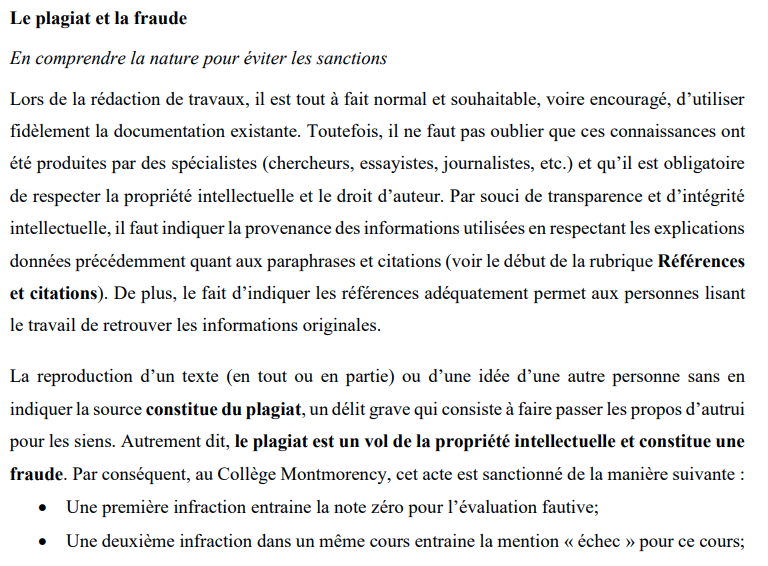 Le plagiat et la fraude
En comprendre la nature pour éviter les sanctions
Lors de la rédaction de travaux, il est tout à fait normal et souhaitable, voire encouragé, d’utiliser
fidèlement la documentation existante. Toutefois, il ne faut pas oublier que ces connaissances ont
été produites par des spécialistes (chercheurs, essayistes, journalistes, etc.) et qu’il est obligatoire
de respecter la propriété intellectuelle et le droit d’auteur. Par souci de transparence et d’intégrité
intellectuelle, il faut indiquer la provenance des informations utilisées en respectant les explications
données précédemment quant aux paraphrases et citations (voir le début de la rubrique Références
et citations). De plus, le fait d’indiquer les références adéquatement permet aux personnes lisant
le travail de retrouver les informations originales.
La reproduction d’un texte (en tout ou en partie) ou d’une idée d’une autre personne sans en
indiquer la source constitue du plagiat, un délit grave qui consiste à faire passer les propos d’autrui
pour les siens. Autrement dit, le plagiat est un vol de la propriété intellectuelle et constitue une
fraude. Par conséquent, au Collège Montmorency, cet acte est sanctionné de la manière suivante :
• Une première infraction entraine la note zéro pour l’évaluation fautive;
• Une deuxième infraction dans un même cours entraine la mention « échec » pour ce cours;